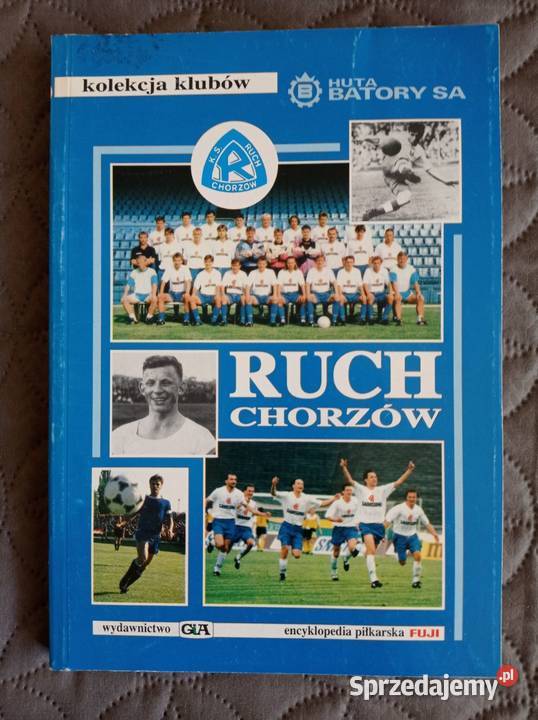 kolekcja klubów
HUTA
BATORY SA
K.S. RUCH
CHORZÓW
R
RUCH
CHORZÓW
wydawnictwo GiA
encyklopedia piłkarska FUJI
Sprzedajemy.pl